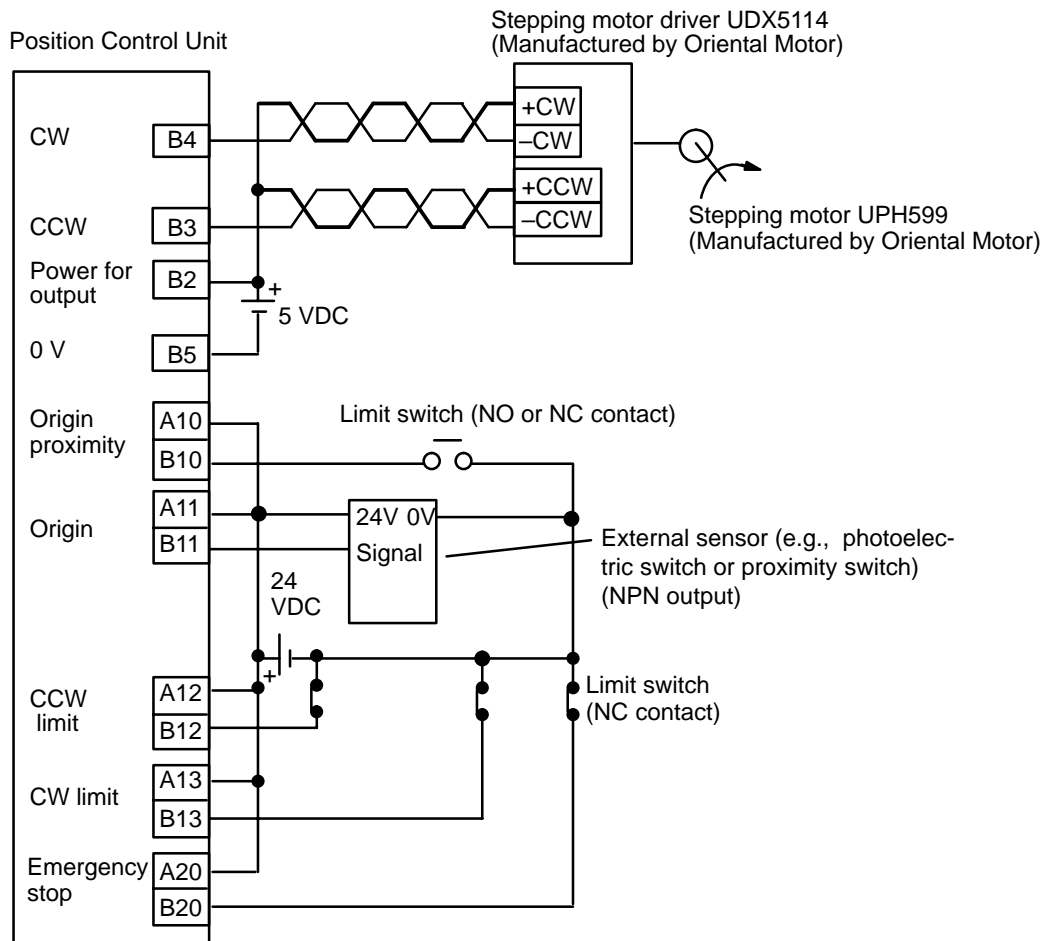 Stepping motor driver UDX5114
(Manufactured by Oriental Motor)
Position Control Unit
+CW
CW
B4
–CW
+CCW
CCW
B3
–CCW
Stepping motor UPH599
(Manufactured by Oriental Motor)
Power for
output
B2
+
5 VDC
0 V
B5
Origin
proximity
A10
B10
Limit switch (NO or NC contact)
Origin
A11
B11
24V 0V
Signal
External sensor (e.g., photoelec-
tric switch or proximity switch)
(NPN output)
24
VDC
+
CCW
limit
A12
B12
Limit switch
(NC contact)
CW limit
A13
B13
Emergency
stop
A20
B20